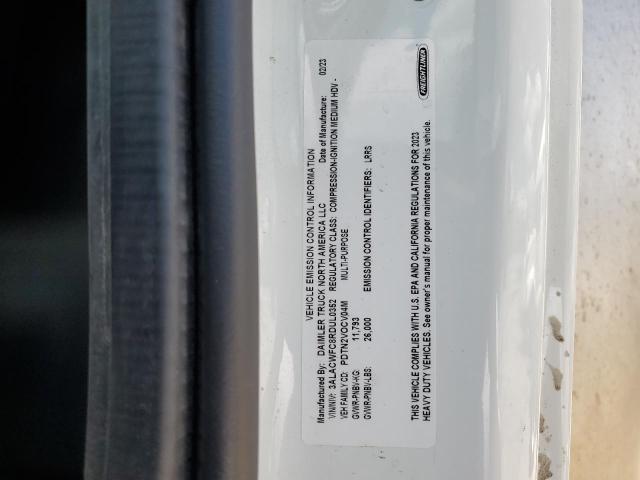 VEHICLE EMISSION CONTROL INFORMATION
Manufactured By: DAIMLER TRUCK NORTH AMERICA LLC Date of Manufacture: 02/23
VIN/NIV: 3ALACWFC8RDUL0352 REGULATORY CLASS: COMPRESSION-IGNITION MEDIUM HDV -
VEH FAMILY CD: PDTN2VOCV04M MULTI-PURPOSE
GVWR-PNBV-KG: 11,793
GVWR-PNBV-LBS: 26,000 EMISSION CONTROL IDENTIFIERS: LRRS
THIS VEHICLE COMPLIES WITH U.S. EPA AND CALIFORNIA REGULATIONS FOR 2023
HEAVY DUTY VEHICLES. See owner's manual for proper maintenance of this vehicle.
FREIGHTLINER